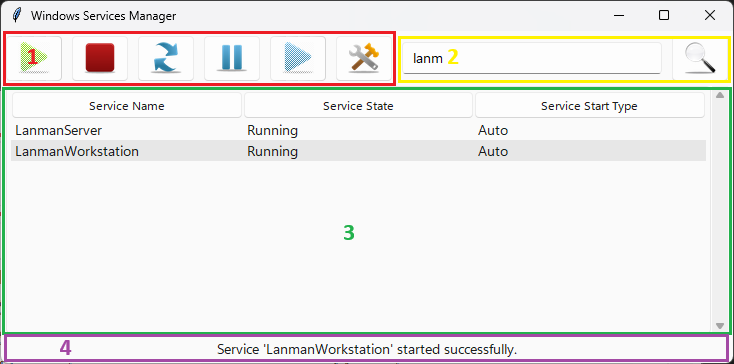 Windows Services Manager
1
lanm 2
Service Name Service State Service Start Type
LanmanServer Running Auto
LanmanWorkstation Running Auto
3
4 Service 'LanmanWorkstation' started successfully.